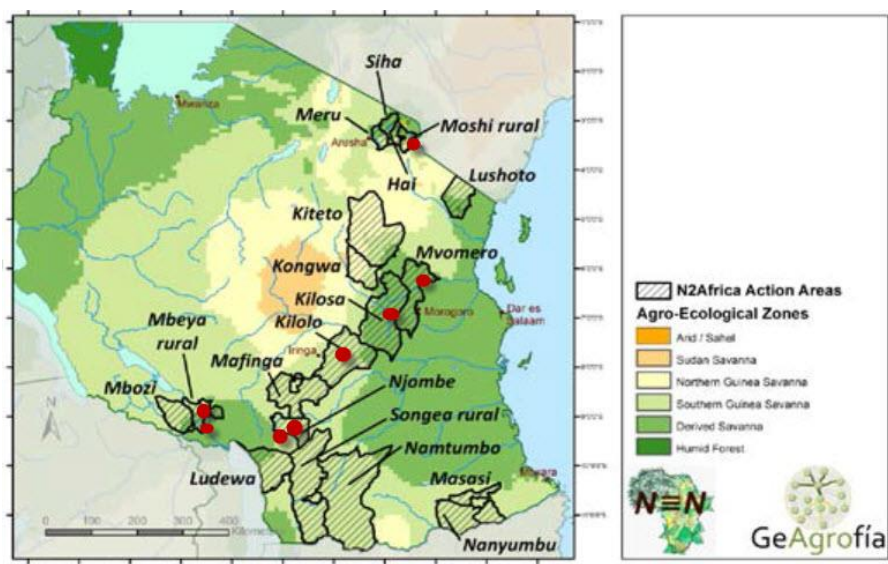 Siha
Meru
Moshi rural
Mwanza
Arusha
Hai
Lushoto
Kiteto
Mvomero
Kongwa
Kilosa
Morogoro
Dar es
Salaam
Kilolo
Mbeya
rural
Iringa
Mafinga
Mbozi
Njombe
Songea rural
Namtumbo
Ludewa
Masasi
Nanyumbu
N
0 100 200 300 400
Kilometers
N2Africa Action Areas
Agro-Ecological Zones
Arid / Sahel
Sudan Savanna
Northern Guinea Savanna
Southern Guinea Savanna
Derived Savanna
Humid Forest
N≡N
GeAgrofía